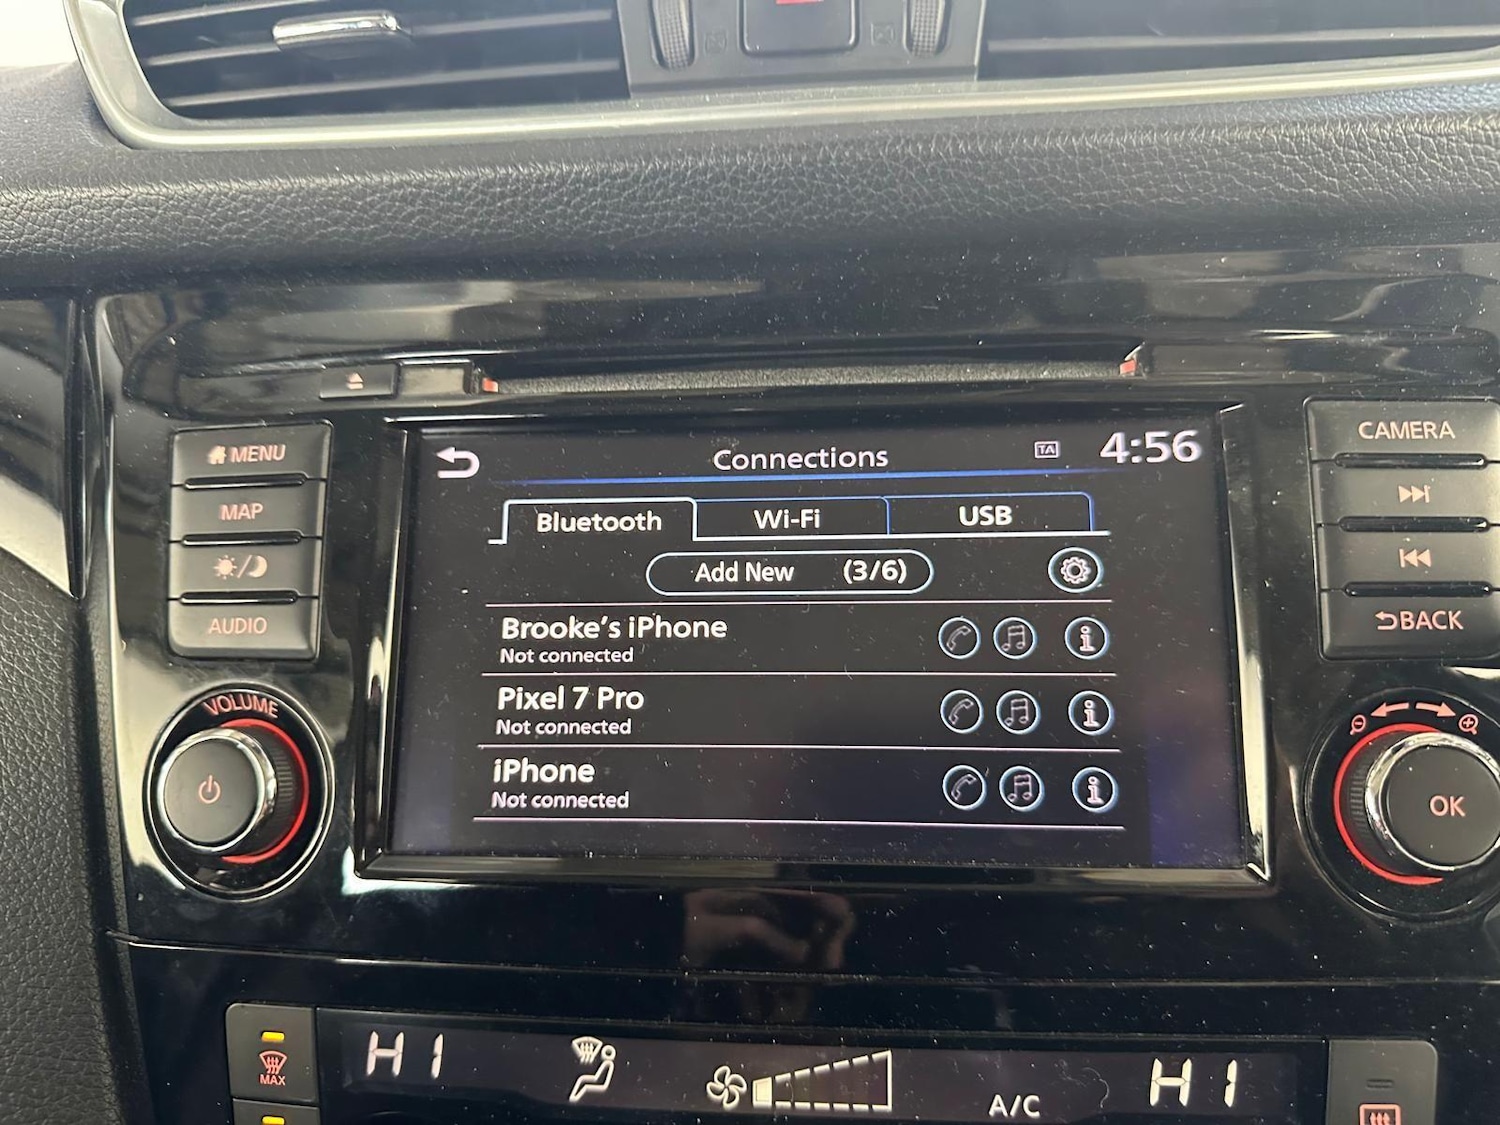 MENU
MAP
AUDIO
VOLUME
Connections
TA
4:56
Bluetooth
Wi-Fi
USB
Add New (3/6)
Brooke's iPhone
Not connected
Pixel 7 Pro
Not connected
iPhone
Not connected
CAMERA
BACK
OK
MAX
HI
A/C
HI